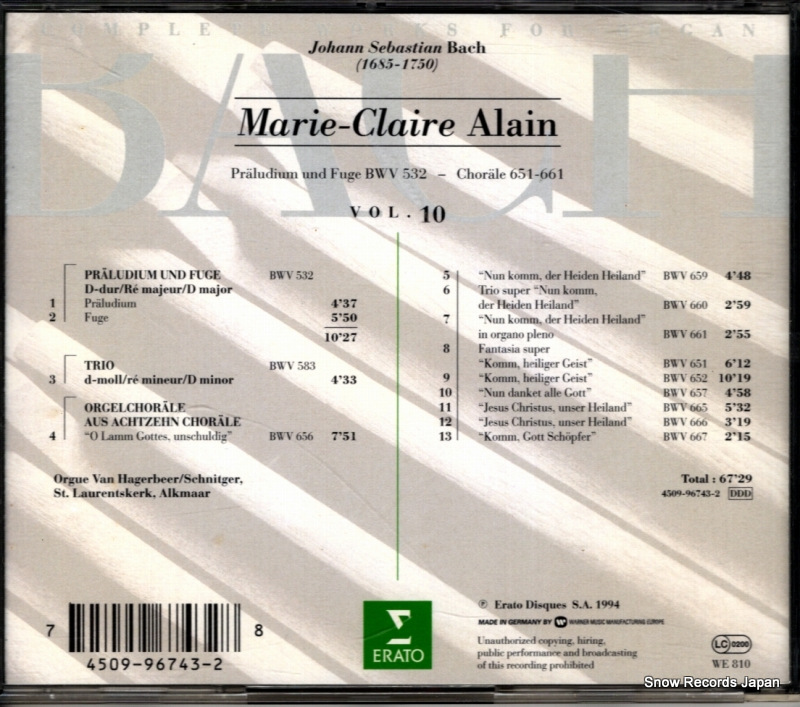 COMPLETE WORKS FOR ORGAN
BACH
Johann Sebastian Bach
(1685-1750)
Marie-Claire Alain
Präludium und Fuge BWV 532 – Choräle 651-661
VOL. 10
PRÄLUDIUM UND FUGE BWV 532
D-dur/Ré majeur/D major
1 Präludium 4'37
2 Fuge 5'50
10'27
TRIO BWV 583
3 d-moll/ré mineur/D minor 4'33
ORGELCHORÄLE
AUS ACHTZEHN CHORÄLE
4 "O Lamm Gottes, unschuldig" BWV 656 7'51
Orgue Van Hagerbeer/Schnitger,
St. Laurentskerk, Alkmaar
5 "Nun komm, der Heiden Heiland" BWV 659 4'48
6 Trio super "Nun komm,
der Heiden Heiland" BWV 660 2'59
7 "Nun komm, der Heiden Heiland"
in organo pleno BWV 661 2'55
8 Fantasia super
"Komm, heiliger Geist" BWV 651 6'12
9 "Komm, heiliger Geist" BWV 652 10'19
10 "Nun danket alle Gott" BWV 657 4'58
11 "Jesus Christus, unser Heiland" BWV 665 5'32
12 "Jesus Christus, unser Heiland" BWV 666 3'19
13 "Komm, Gott Schöpfer" BWV 667 2'15
Total : 67'29
4509-96743-2 DDD
7 4509-96743-2 8
ERATO
℗ Erato Disques S.A. 1994
MADE IN GERMANY BY WARNER MUSIC MANUFACTURING EUROPE
Unauthorized copying, hiring,
public performance and broadcasting
of this recording prohibited
LC 0200
WE 810
Snow Records Japan